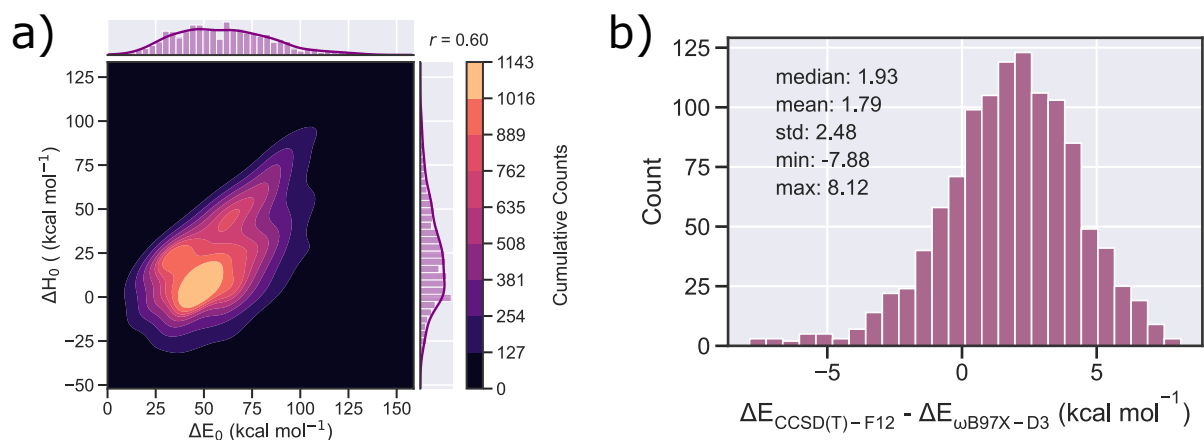 a)
r = 0.60
125
100
75
50
25
0
−25
−50
ΔH₀ ( (kcal mol⁻¹)
0 25 50 75 100 125 150
ΔE₀ (kcal mol⁻¹)
1143
1016
889
762
635
508
381
254
127
0
Cumulative Counts
b)
median: 1.93
mean: 1.79
std: 2.48
min: -7.88
max: 8.12
125
100
75
50
25
0
Count
−5 0 5
ΔE_CCSD(T)−F12 - ΔE_ωB97X−D3 (kcal mol⁻¹)